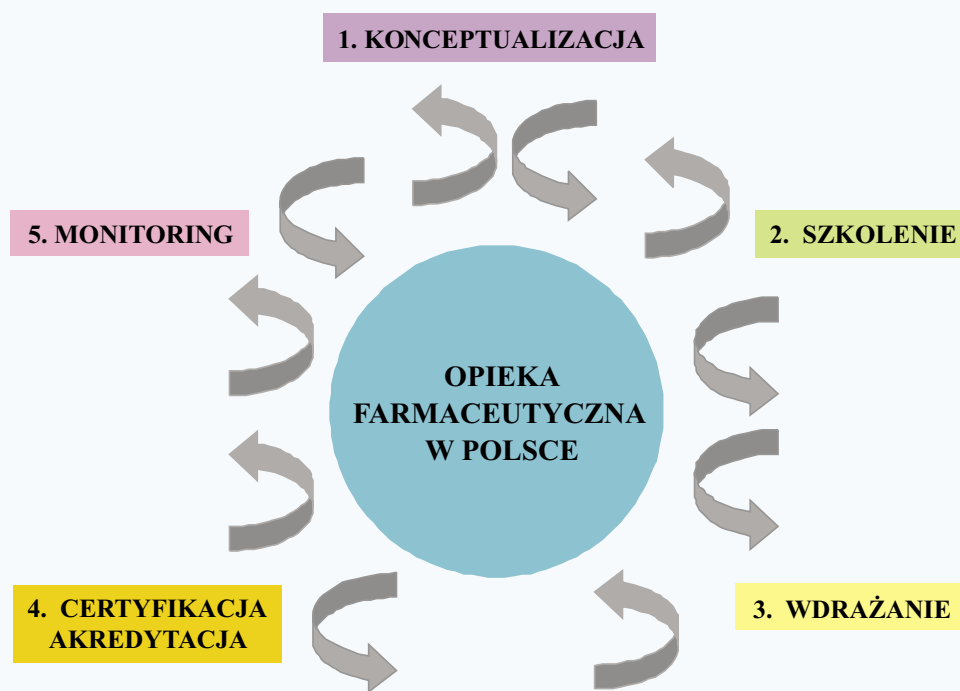 1. KONCEPTUALIZACJA
5. MONITORING
2. SZKOLENIE
OPIEKA
FARMACEUTYCZNA
W POLSCE
4. CERTYFIKACJA
AKREDYTACJA
3. WDRAŻANIE